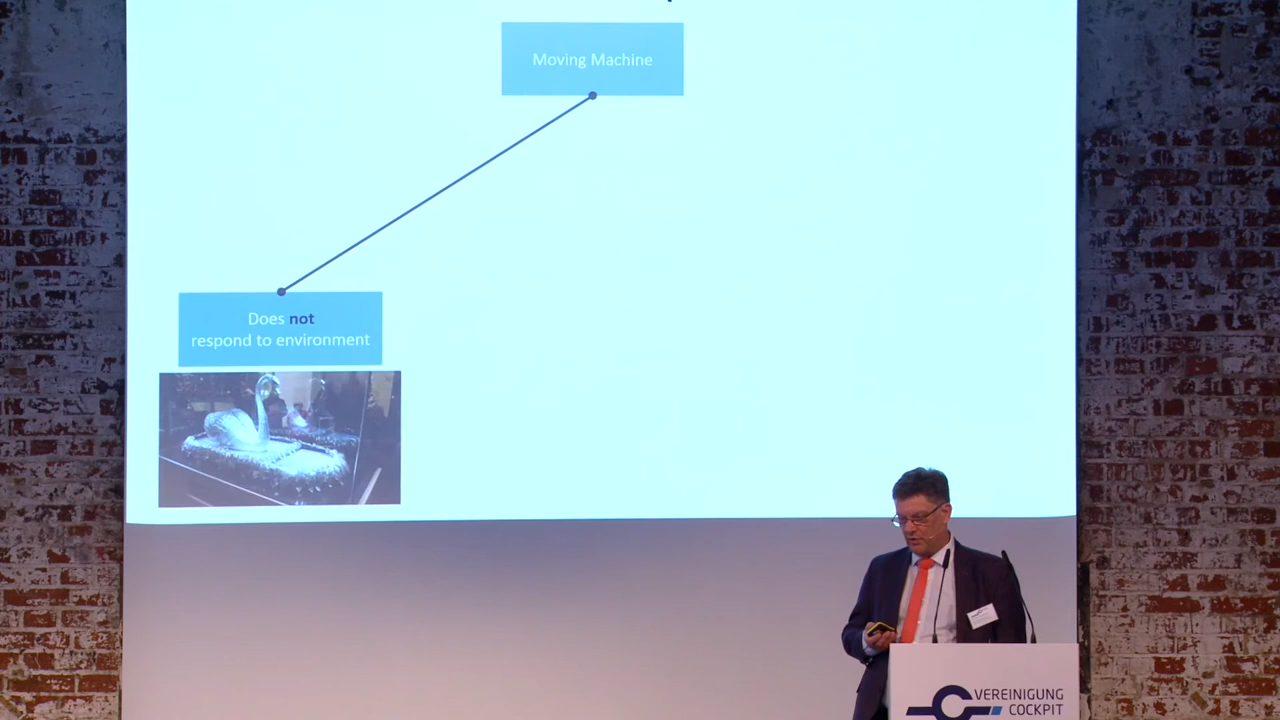 Moving Machine
Does not
respond to environment
VEREINIGUNG
COCKPIT